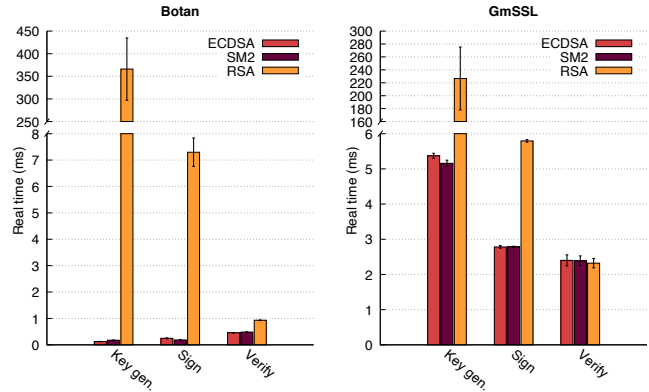 Botan
450
400
350
300
250
8
7
6
5
4
3
2
1
0
Real time (ms)
ECDSA
SM2
RSA
Key gen.
Sign
Verify
GmSSL
300
280
260
240
220
200
180
160
6
5
4
3
2
1
0
Real time (ms)
ECDSA
SM2
RSA
Key gen.
Sign
Verify